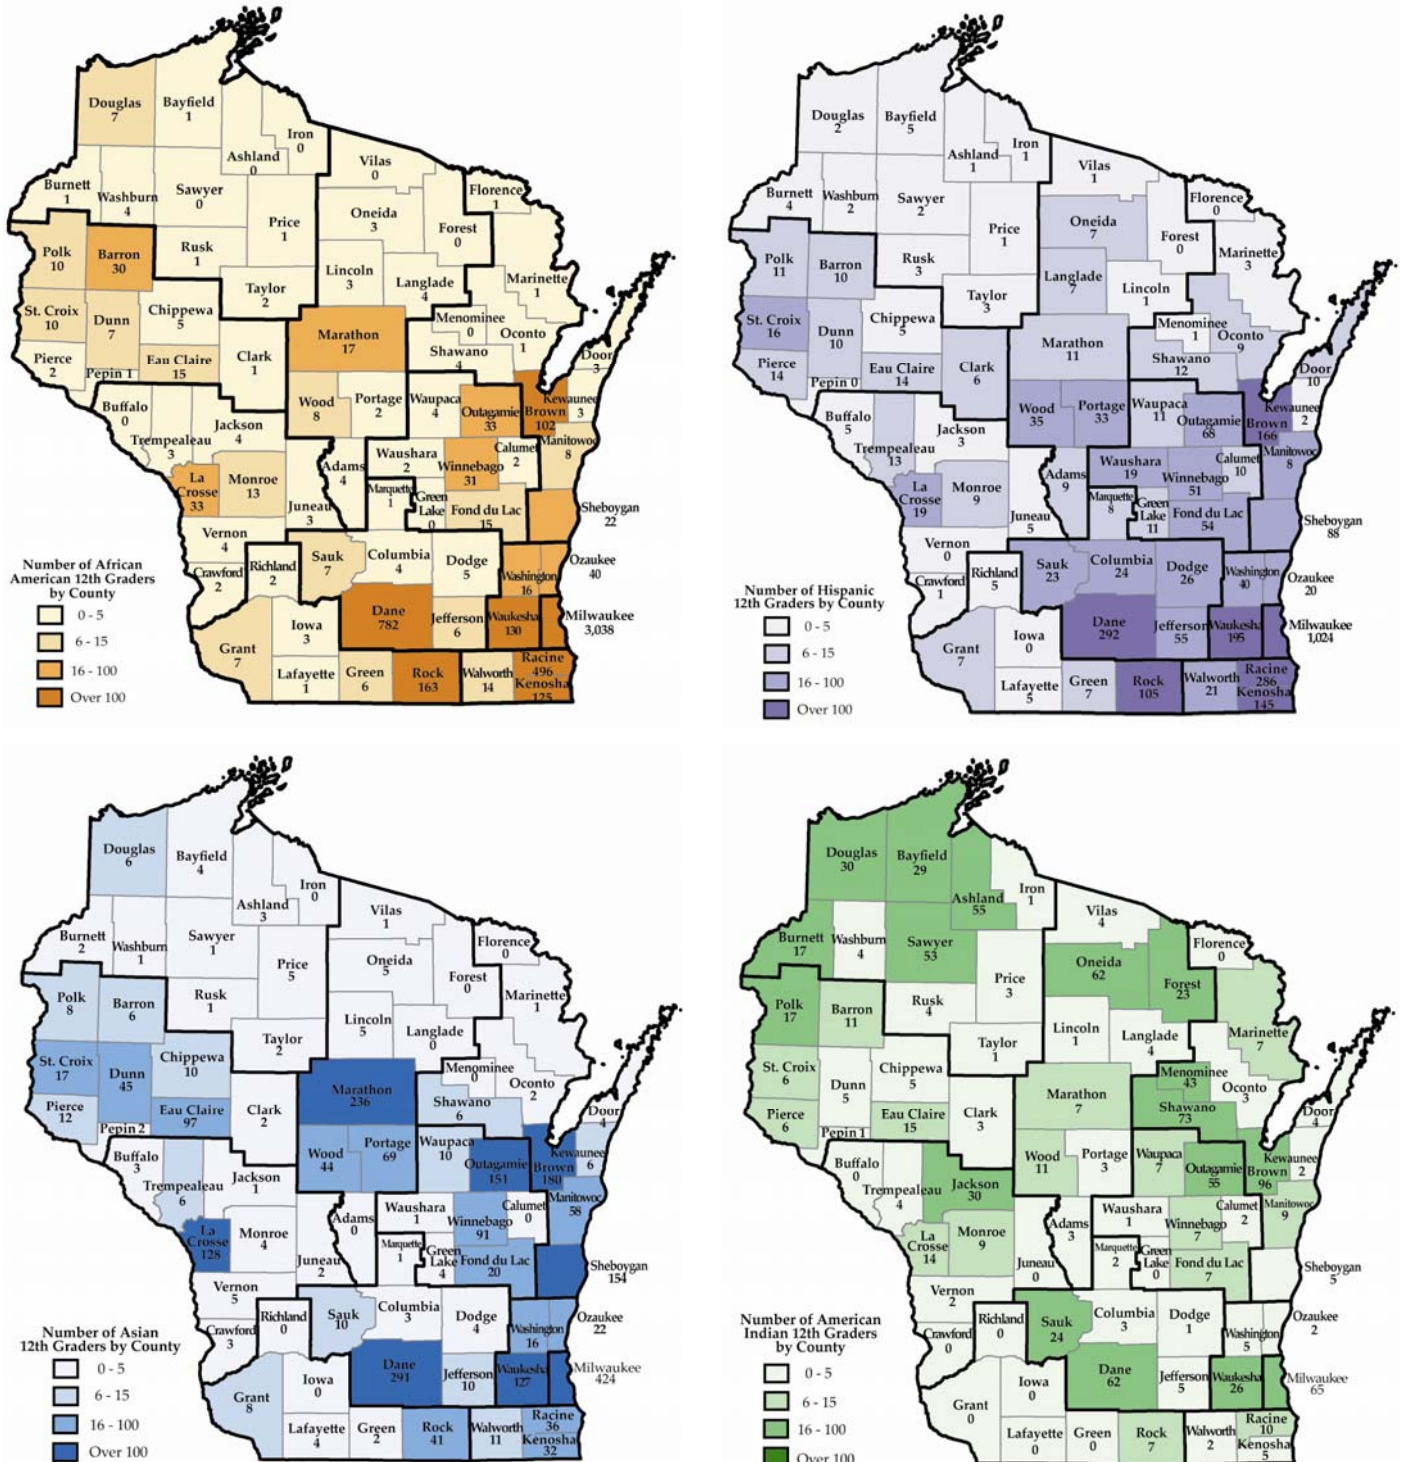 Douglas
7
Bayfield
1
Iron
0
Ashland
0
Vilas
0
Burnett
1
Washburn
4
Sawyer
0
Price
1
Florence
1
Oneida
3
Forest
0
Polk
10
Barron
30
Rusk
1
Lincoln
3
Langlade
4
Marinette
1
Taylor
2
St. Croix
10
Dunn
7
Chippewa
5
Marathon
17
Menominee
0
Oconto
1
Pierce
2
Pepin 1
Eau Claire
15
Clark
1
Shawano
4
Door
3
Buffalo
0
Trempealeau
3
Jackson
4
Wood
8
Portage
2
Waupaca
4
Outagamie
33
Brown
102
Kewaunee
3
La
Crosse
33
Monroe
13
Juneau
3
Adams
4
Waushara
2
Winnebago
31
Calumet
2
Manitowoc
8
Marquette
1
Green
Lake
0
Fond du Lac
15
Sheboygan
22
Vernon
4
Crawford
2
Richland
2
Sauk
7
Columbia
4
Dodge
5
Washington
16
Ozaukee
40
Grant
7
Iowa
3
Dane
782
Jefferson
6
Waukesha
130
Milwaukee
3,038
Lafayette
1
Green
6
Rock
163
Walworth
14
Racine
496
Kenosha
125
Number of African
American 12th Graders
by County
0 - 5
6 - 15
16 - 100
Over 100
Douglas
2
Bayfield
5
Iron
1
Ashland
1
Vilas
1
Burnett
4
Washburn
2
Sawyer
2
Price
1
Florence
0
Oneida
7
Forest
0
Marinette
3
Polk
11
Barron
10
Rusk
3
Langlade
7
Lincoln
1
Taylor
3
St. Croix
16
Dunn
10
Chippewa
5
Marathon
11
Menominee
1
Oconto
9
Pierce
14
Pepin 0
Eau Claire
14
Clark
6
Shawano
12
Door
10
Buffalo
5
Trempealeau
13
Jackson
3
Wood
35
Portage
33
Waupaca
11
Outagamie
68
Brown
166
Kewaunee
2
La
Crosse
19
Monroe
9
Juneau
5
Adams
9
Waushara
19
Winnebago
51
Calumet
10
Manitowoc
8
Marquette
8
Green
Lake
11
Fond du Lac
54
Sheboygan
88
Vernon
0
Crawford
1
Richland
5
Sauk
23
Columbia
24
Dodge
26
Washington
40
Ozaukee
20
Grant
7
Iowa
0
Dane
292
Jefferson
55
Waukesha
195
Milwaukee
1,024
Lafayette
5
Green
7
Rock
105
Walworth
21
Racine
286
Kenosha
145
Number of Hispanic
12th Graders by County
0 - 5
6 - 15
16 - 100
Over 100
Douglas
6
Bayfield
4
Iron
0
Ashland
3
Vilas
1
Burnett
2
Washburn
1
Sawyer
1
Price
5
Florence
0
Oneida
5
Forest
0
Marinette
1
Polk
8
Barron
6
Rusk
1
Lincoln
5
Langlade
0
Taylor
2
St. Croix
17
Dunn
45
Chippewa
10
Marathon
236
Menominee
0
Oconto
2
Pierce
12
Pepin 2
Eau Claire
97
Clark
2
Shawano
6
Door
4
Buffalo
3
Trempealeau
6
Jackson
1
Wood
44
Portage
69
Waupaca
10
Outagamie
151
Brown
180
Kewaunee
6
La
Crosse
128
Monroe
4
Juneau
2
Adams
0
Waushara
1
Winnebago
91
Calumet
0
Manitowoc
58
Marquette
1
Green
Lake
4
Fond du Lac
20
Sheboygan
154
Vernon
5
Crawford
3
Richland
0
Sauk
10
Columbia
3
Dodge
4
Washington
16
Ozaukee
22
Grant
8
Iowa
0
Dane
291
Jefferson
10
Waukesha
127
Milwaukee
424
Lafayette
4
Green
2
Rock
41
Walworth
11
Racine
36
Kenosha
32
Number of Asian
12th Graders by County
0 - 5
6 - 15
16 - 100
Over 100
Douglas
30
Bayfield
29
Iron
1
Ashland
55
Vilas
4
Burnett
17
Washburn
4
Sawyer
53
Price
3
Florence
0
Oneida
62
Forest
23
Marinette
7
Polk
17
Barron
11
Rusk
4
Lincoln
1
Langlade
4
Taylor
1
St. Croix
6
Dunn
5
Chippewa
5
Marathon
7
Menominee
43
Oconto
3
Pierce
6
Pepin 1
Eau Claire
15
Clark
3
Shawano
73
Door
4
Buffalo
0
Trempealeau
4
Jackson
30
Wood
11
Portage
3
Waupaca
7
Outagamie
55
Brown
96
Kewaunee
2
La
Crosse
14
Monroe
9
Juneau
0
Adams
3
Waushara
1
Winnebago
7
Calumet
2
Manitowoc
9
Marquette
2
Green
Lake
0
Fond du Lac
7
Sheboygan
5
Vernon
2
Crawford
0
Richland
0
Sauk
24
Columbia
3
Dodge
1
Washington
5
Ozaukee
2
Grant
0
Iowa
0
Dane
62
Jefferson
5
Waukesha
26
Milwaukee
65
Lafayette
0
Green
0
Rock
7
Walworth
2
Racine
10
Kenosha
5
Number of American
Indian 12th Graders
by County
0 - 5
6 - 15
16 - 100
Over 100